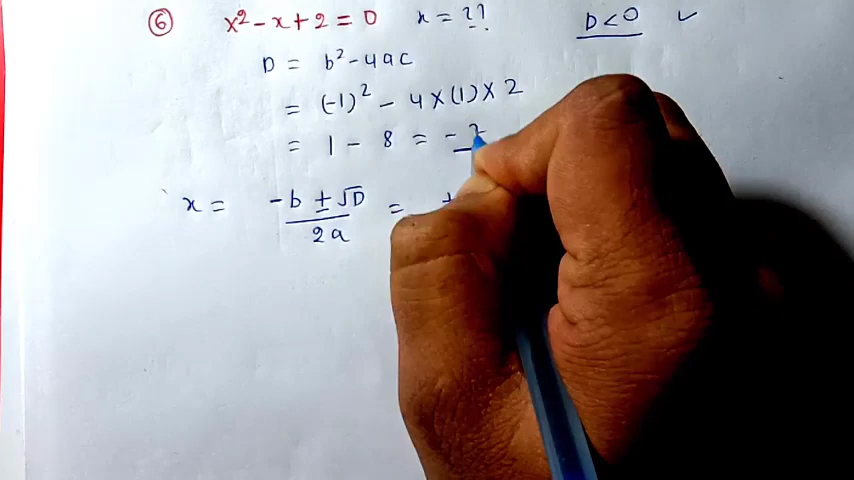 ⑥ x² - x + 2 = 0 x = ?? D < 0 ✓
D = b² - 4ac
= (-1)² - 4 × (1) × 2
= 1 - 8 = -
x = -b ± √D / 2a = +